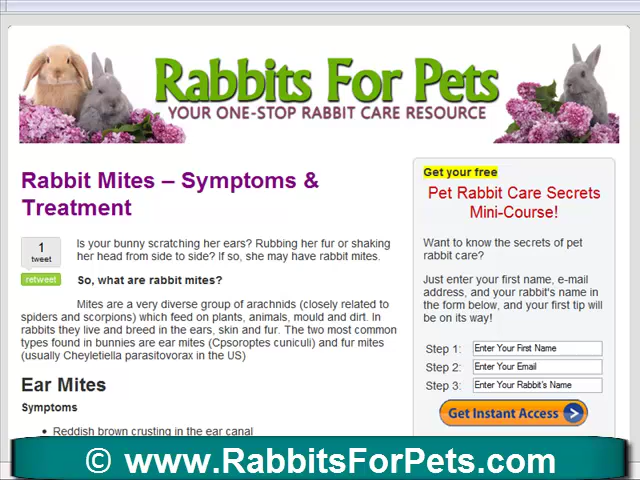 Rabbits For Pets
YOUR ONE-STOP RABBIT CARE RESOURCE
Rabbit Mites – Symptoms &
Treatment
1
tweet
retweet
Is your bunny scratching her ears? Rubbing her fur or shaking
her head from side to side? If so, she may have rabbit mites.
So, what are rabbit mites?
Mites are a very diverse group of arachnids (closely related to
spiders and scorpions) which feed on plants, animals, mould and dirt. In
rabbits they live and breed in the ears, skin and fur. The two most common
types found in bunnies are ear mites (Cpsoroptes cuniculi) and fur mites
(usually Cheyletiella parasitovorax in the US)
Ear Mites
Symptoms
• Reddish brown crusting in the ear canal
Get your free
Pet Rabbit Care Secrets
Mini-Course!
Want to know the secrets of pet
rabbit care?
Just enter your first name, e-mail
address, and your rabbit's name in
the form below, and your first tip will
be on its way!
Step 1: Enter Your First Name
Step 2: Enter Your Email
Step 3: Enter Your Rabbit's Name
Get Instant Access
© www.RabbitsForPets.com